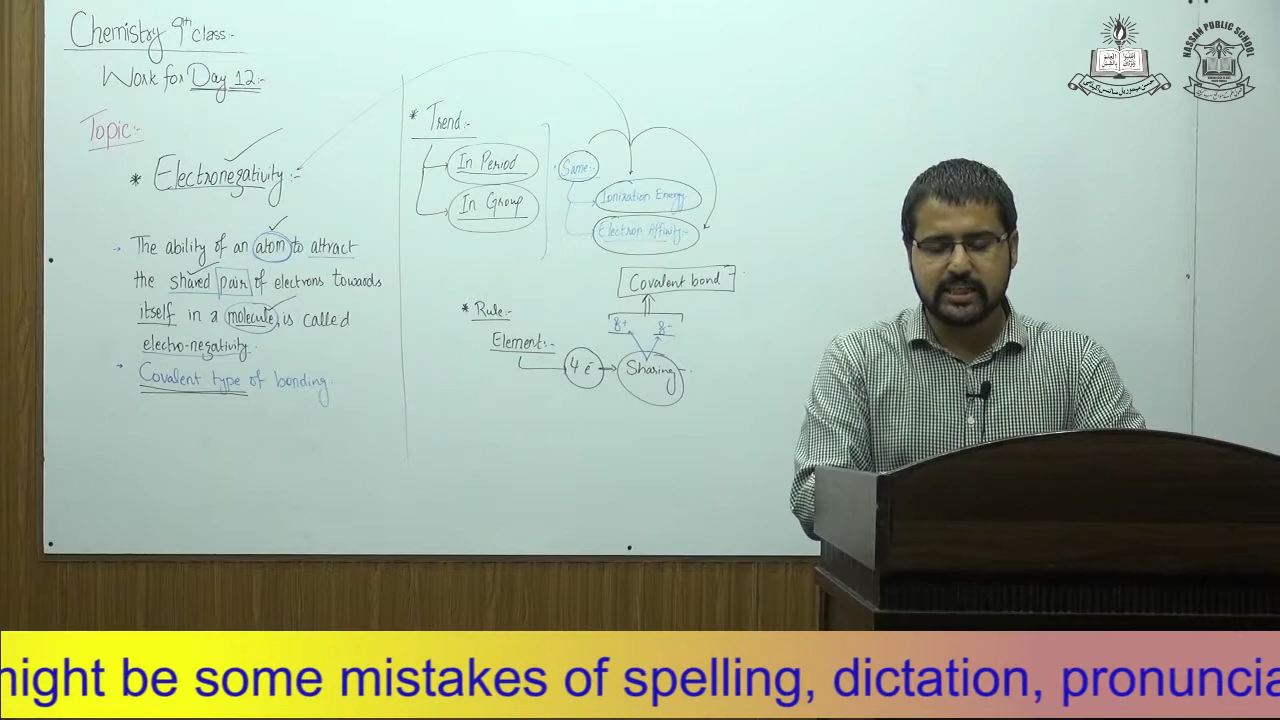 Chemistry 9th class:-
Work for Day 12:-
Topic:-
* Electronegativity:-
The ability of an atom to attract
the shared pair of electrons towards
itself in a molecule, is called
electro-negativity.
Covalent type of bonding.
* Trend:-
In Period
In Group
Same
Ionization Energy
Electron Affinity
Covalent bond
* Rule:-
Element:-
4 e-
Sharing
8+
8-
HASSAN PUBLIC SCHOOL
might be some mistakes of spelling, dictation, pronuncia